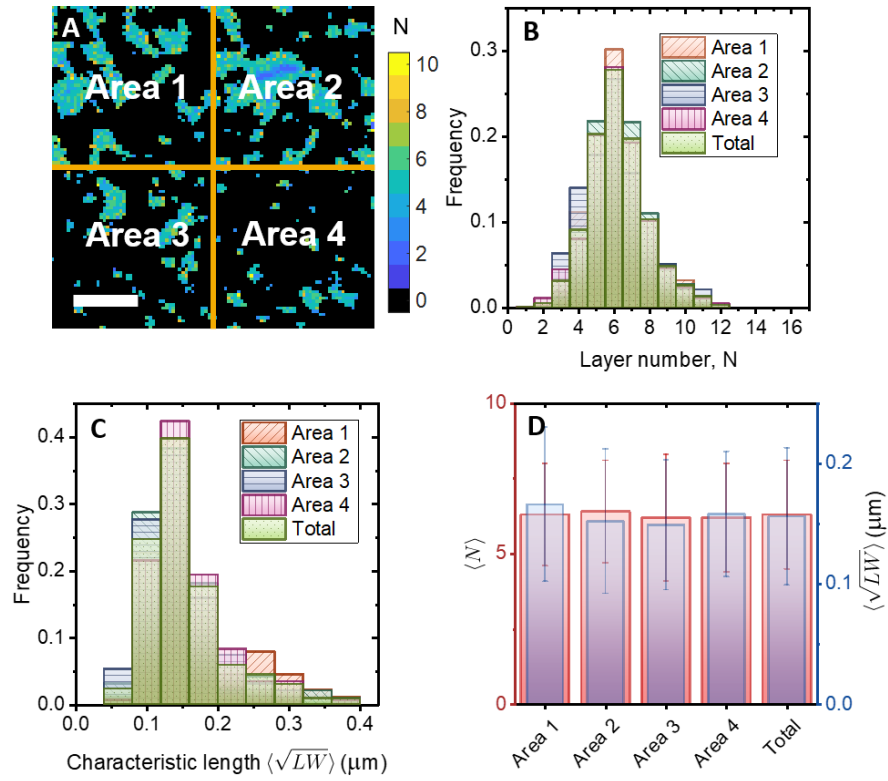 A
N
Area 1
Area 2
Area 3
Area 4
10
8
6
4
2
0
B
Area 1
Area 2
Area 3
Area 4
Total
Frequency
0.3
0.2
0.1
0.0
0 2 4 6 8 10 12 14 16
Layer number, N
C
Area 1
Area 2
Area 3
Area 4
Total
Frequency
0.4
0.3
0.2
0.1
0.0
0.0 0.1 0.2 0.3 0.4
Characteristic length ⟨√LW⟩ (μm)
D
10
5
0
⟨N⟩
0.2
0.1
0.0
⟨√LW⟩ (μm)
Area 1 Area 2 Area 3 Area 4 Total